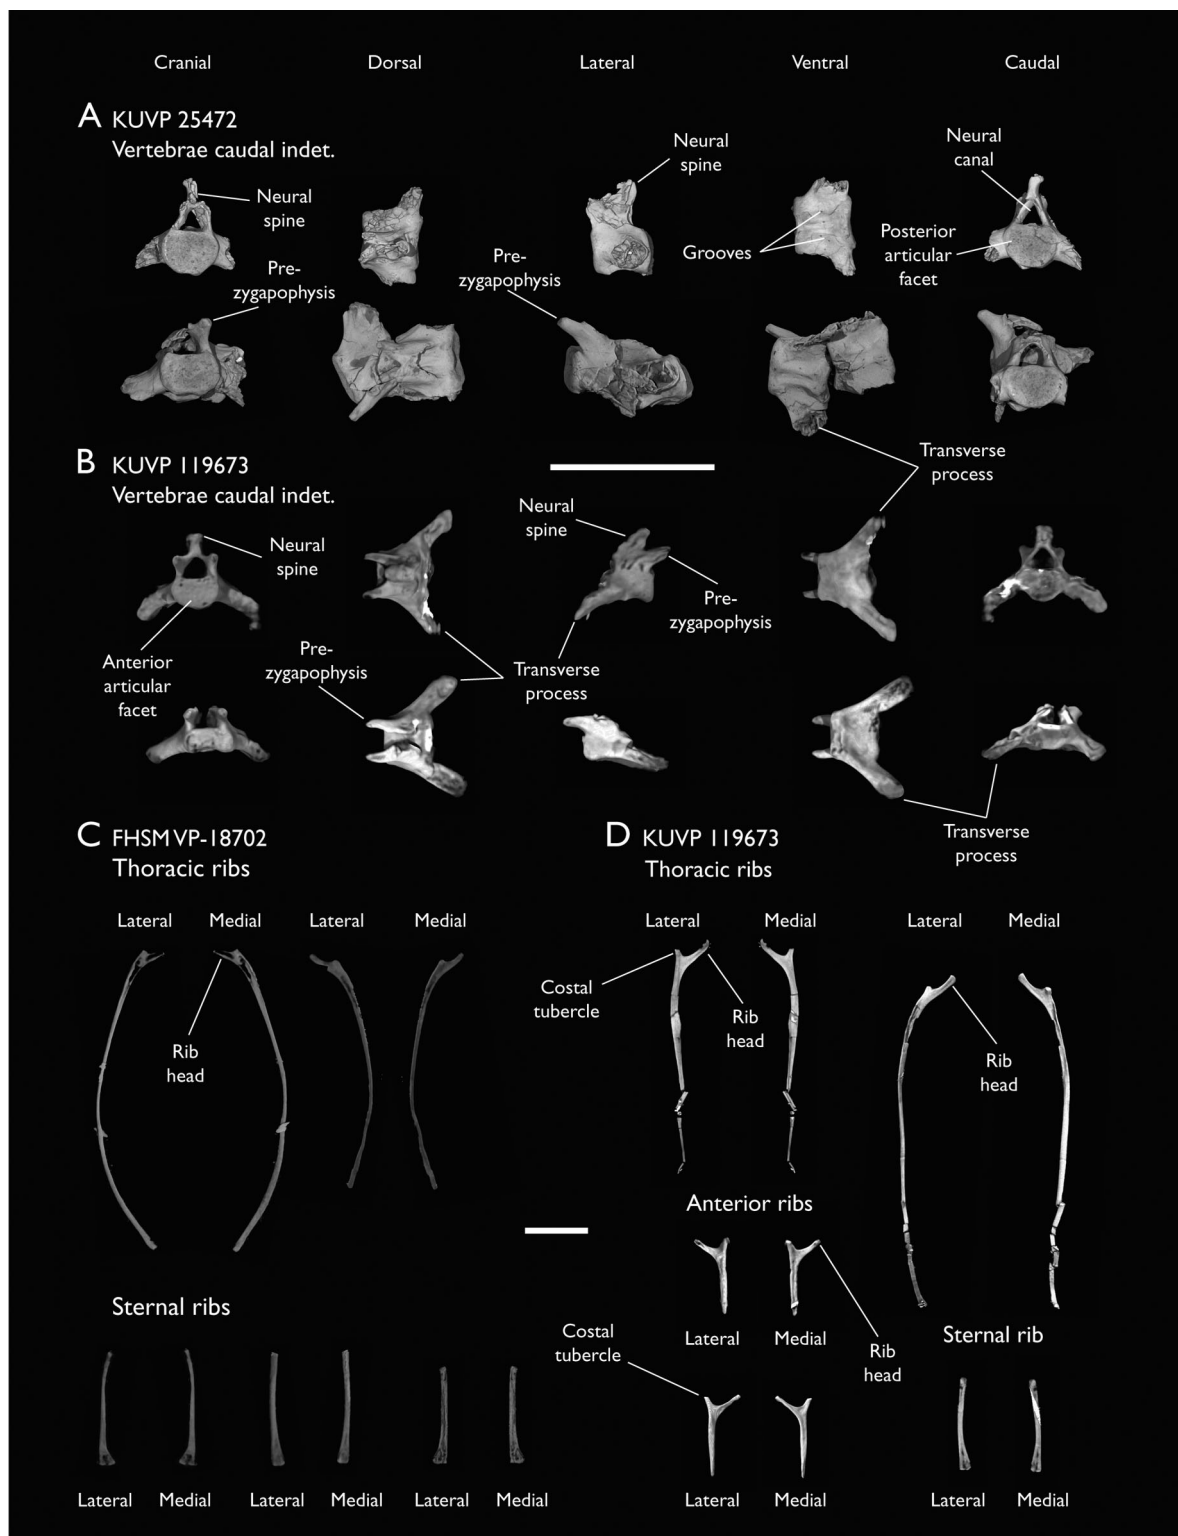 Cranial Dorsal Lateral Ventral Caudal
A KUVP 25472
Vertebrae caudal indet.
Neural
spine
Neural
spine
Neural
canal
Grooves
Posterior
articular
facet
Pre-
zygapophysis
Pre-
zygapophysis
Transverse
process
B KUVP 119673
Vertebrae caudal indet.
Neural
spine
Neural
spine
Pre-
zygapophysis
Anterior
articular
facet
Pre-
zygapophysis
Transverse
process
Transverse
process
C FHSM VP-18702
Thoracic ribs
Lateral Medial Lateral Medial
Rib
head
Sternal ribs
Lateral Medial Lateral Medial Lateral Medial
D KUVP 119673
Thoracic ribs
Lateral Medial
Lateral Medial
Costal
tubercle
Rib
head
Rib
head
Anterior ribs
Lateral Medial
Rib
head
Costal
tubercle
Lateral Medial
Sternal rib
Lateral Medial